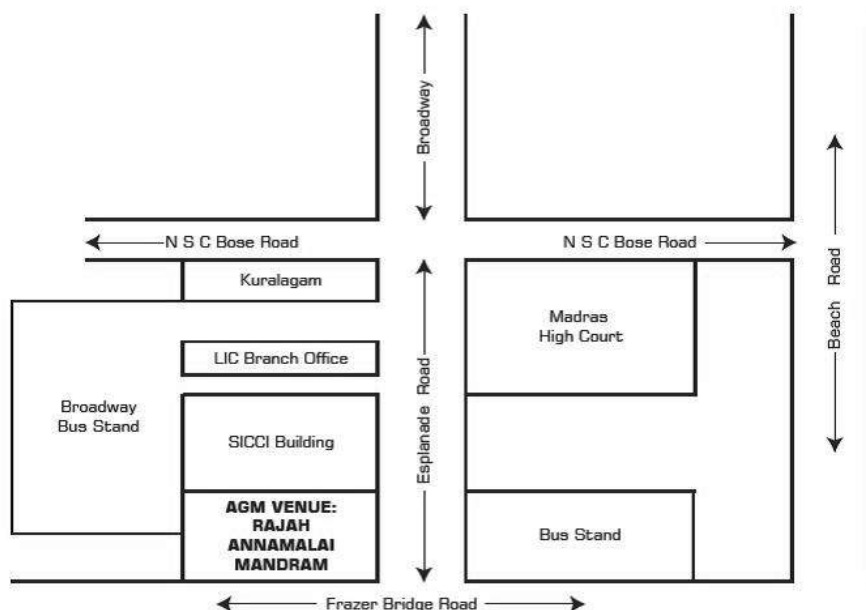 Broadway
N S C Bose Road
N S C Bose Road
Beach Road
Kuralagam
Madras
High Court
LIC Branch Office
Esplanade Road
Broadway
Bus Stand
SICCI Building
AGM VENUE:
RAJAH
ANNAMALAI
MANDRAM
Bus Stand
Frazer Bridge Road